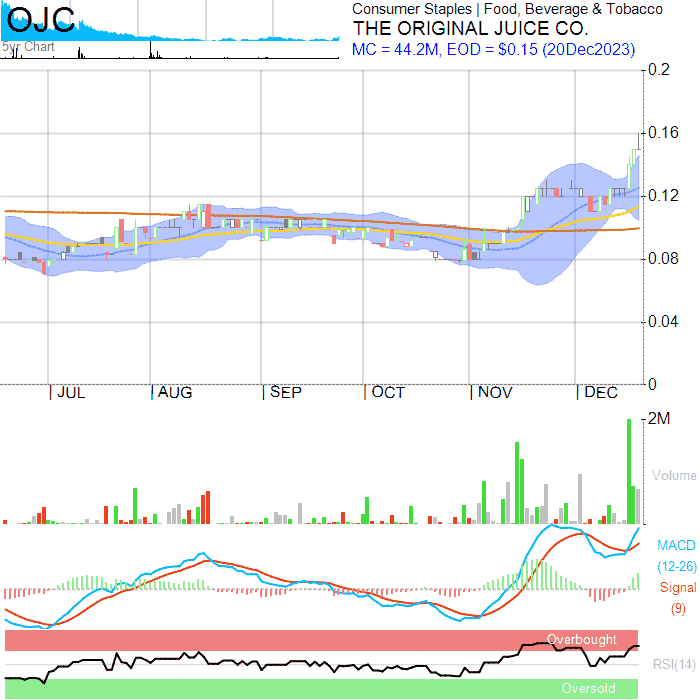 OJC
5yr Chart
Consumer Staples | Food, Beverage & Tobacco
THE ORIGINAL JUICE CO.
MC = 44.2M, EOD = $0.15 (20Dec2023)
0.2
0.16
0.12
0.08
0.04
0
JUL AUG SEP OCT NOV DEC
2M
Volume
MACD
(12-26)
Signal
(9)
Overbought
RSI(14)
Oversold